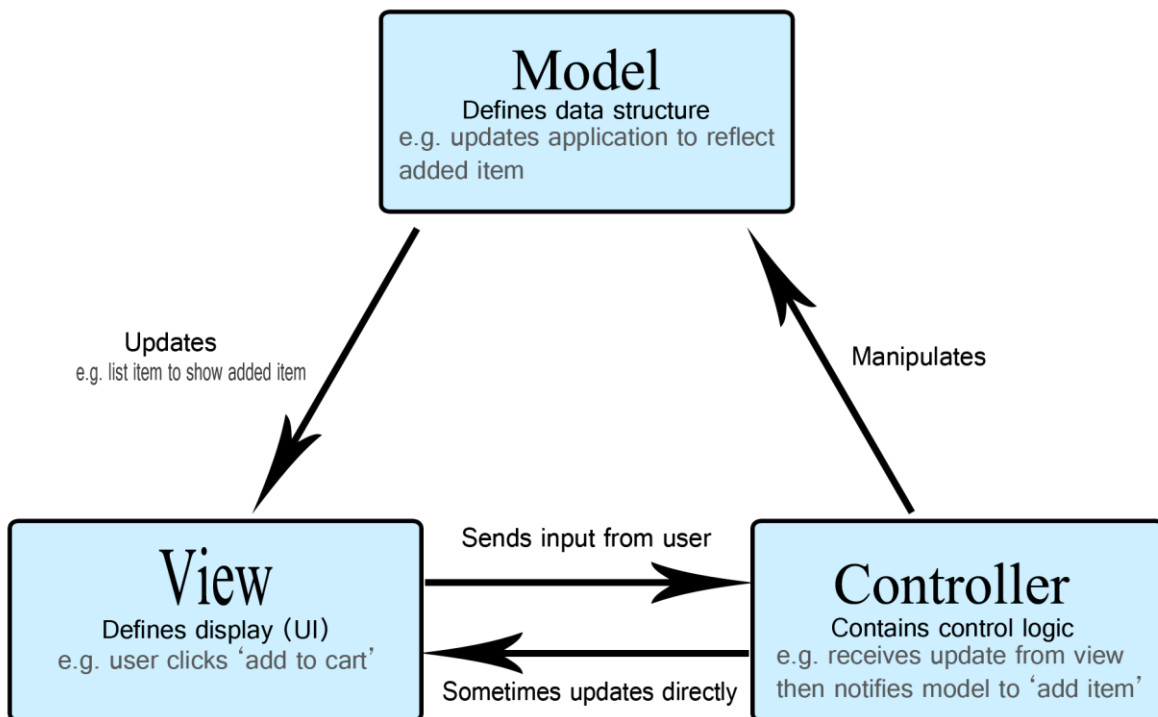 Model
Defines data structure
e.g. updates application to reflect
added item
Updates
e.g. list item to show added item
Manipulates
View
Defines display (UI)
e.g. user clicks ‘add to cart’
Sends input from user
Sometimes updates directly
Controller
Contains control logic
e.g. receives update from view
then notifies model to ‘add item’